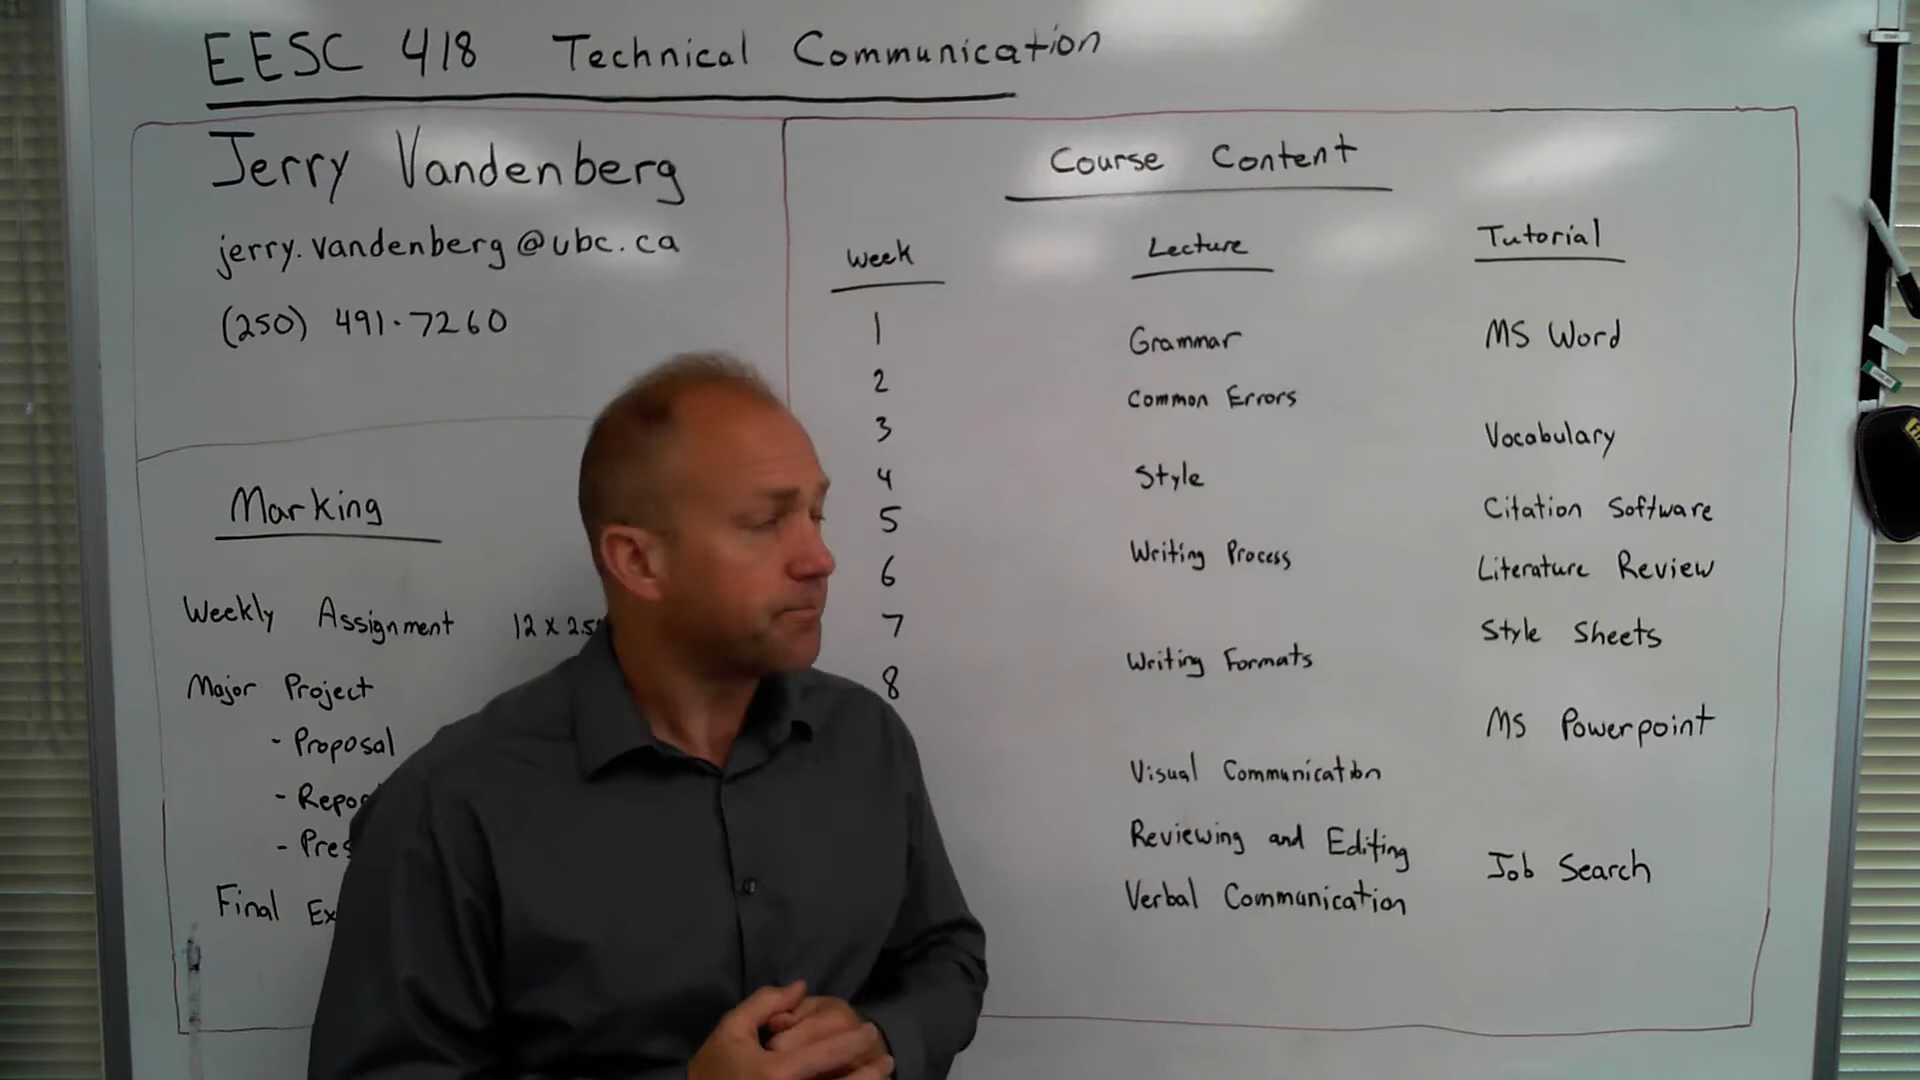 EESC 418 Technical Communication
Jerry Vandenberg
jerry.vandenberg@ubc.ca
(250) 491-7260
Marking
Weekly Assignment 12 x 2.5
Major Project
- Proposal
Final
Course Content
Week Lecture Tutorial
1 Grammar MS Word
2 Common Errors
3 Vocabulary
4 Style
5 Citation Software
6 Writing Process Literature Review
7 Style Sheets
8 Writing Formats
MS Powerpoint
Visual Communication
Reviewing and Editing
Job Search
Verbal Communication